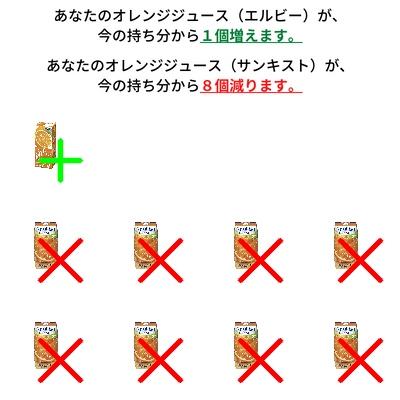 あなたのオレンジジュース（エルビー）が、
今の持ち分から１個増えます。
あなたのオレンジジュース（サンキスト）が、
今の持ち分から８個減ります。